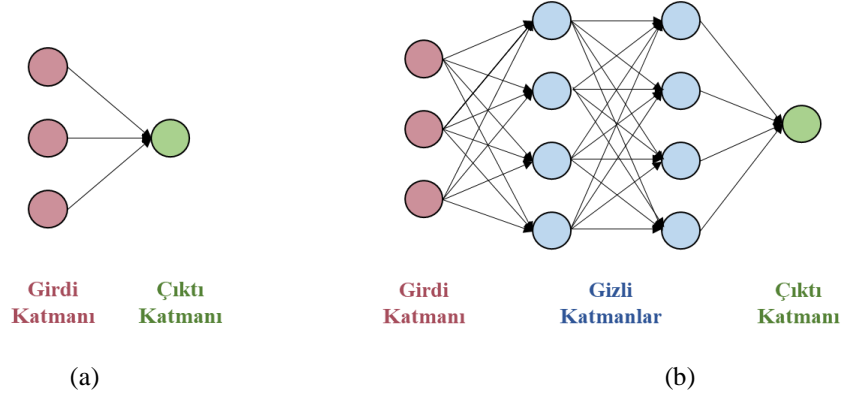 Girdi
Katmanı
Çıktı
Katmanı
Girdi
Katmanı
Gizli
Katmanlar
Çıktı
Katmanı
(a)
(b)